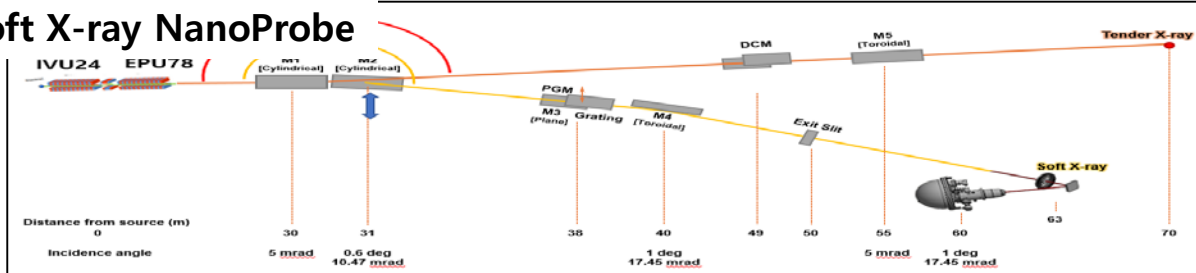 oft X-ray NanoProbe
IVU24 EPU78
M1
[Cylindrical]
M2
[Cylindrical]
DCM
M5
[Toroidal]
Tender X-ray
PGM
M3
[Plane]
Grating
M4
[Toroidal]
Exit Slit
Soft X-ray
Distance from source (m)
0 30 31 38 40 49 50 55 60 63 70
Incidence angle
5 mrad
0.6 deg
10.47 mrad
1 deg
17.45 mrad
5 mrad
1 deg
17.45 mrad